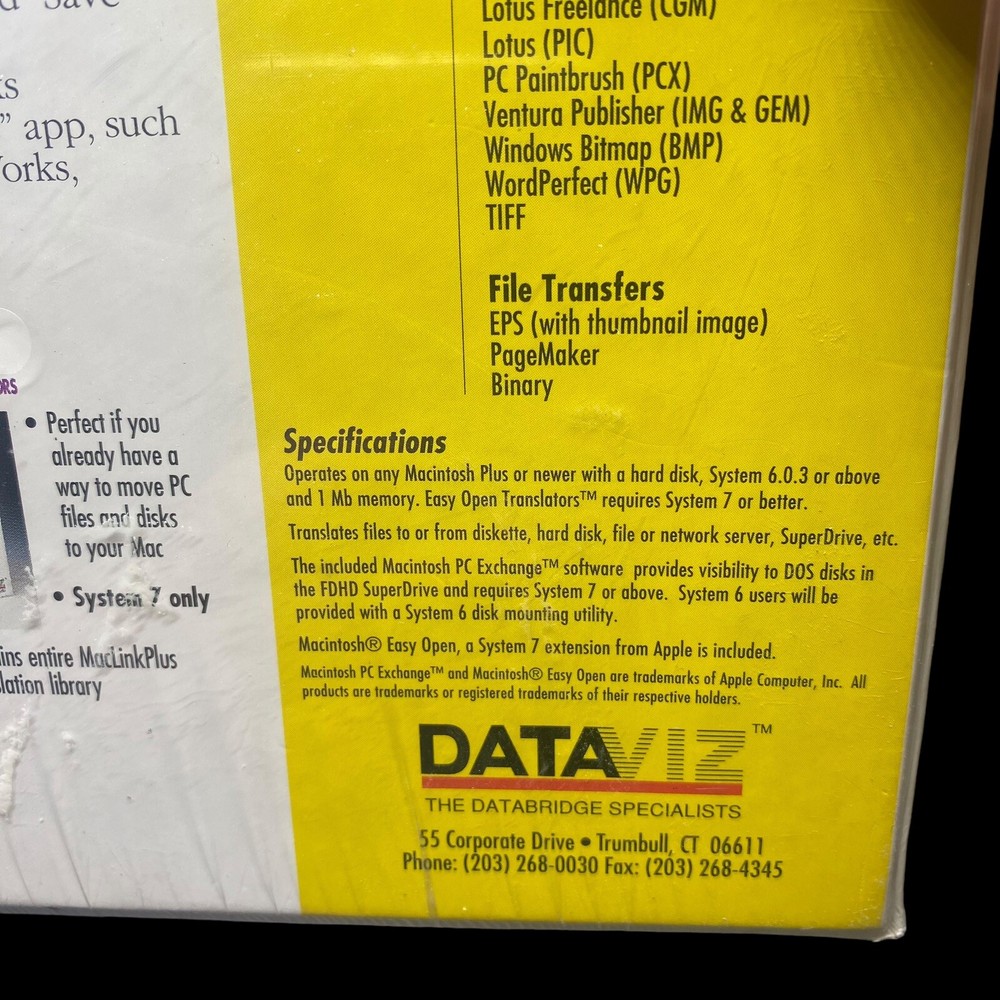 Save
app, such
Lotus Freelance (CGM)
Lotus (PIC)
PC Paintbrush (PCX)
Ventura Publisher (IMG & GEM)
Windows Bitmap (BMP)
WordPerfect (WPG)
TIFF
File Transfers
EPS (with thumbnail image)
PageMaker
Binary
• Perfect if you
already have a
way to move PC
files and disks
to your Mac
• System 7 only
entire MacLinkPlus
library
Specifications
Operates on any Macintosh Plus or newer with a hard disk, System 6.0.3 or above
and 1 Mb memory. Easy Open Translators™ requires System 7 or better.
Translates files to or from diskette, hard disk, file or network server, SuperDrive, etc.
The included Macintosh PC Exchange™ software provides visibility to DOS disks in
the FDHD SuperDrive and requires System 7 or above. System 6 users will be
provided with a System 6 disk mounting utility.
Macintosh® Easy Open, a System 7 extension from Apple is included.
Macintosh PC Exchange™ and Macintosh® Easy Open are trademarks of Apple Computer, Inc. All
products are trademarks or registered trademarks of their respective holders.
DATAVIZ™
THE DATABRIDGE SPECIALISTS
55 Corporate Drive • Trumbull, CT 06611
Phone: (203) 268-0030 Fax: (203) 268-4345